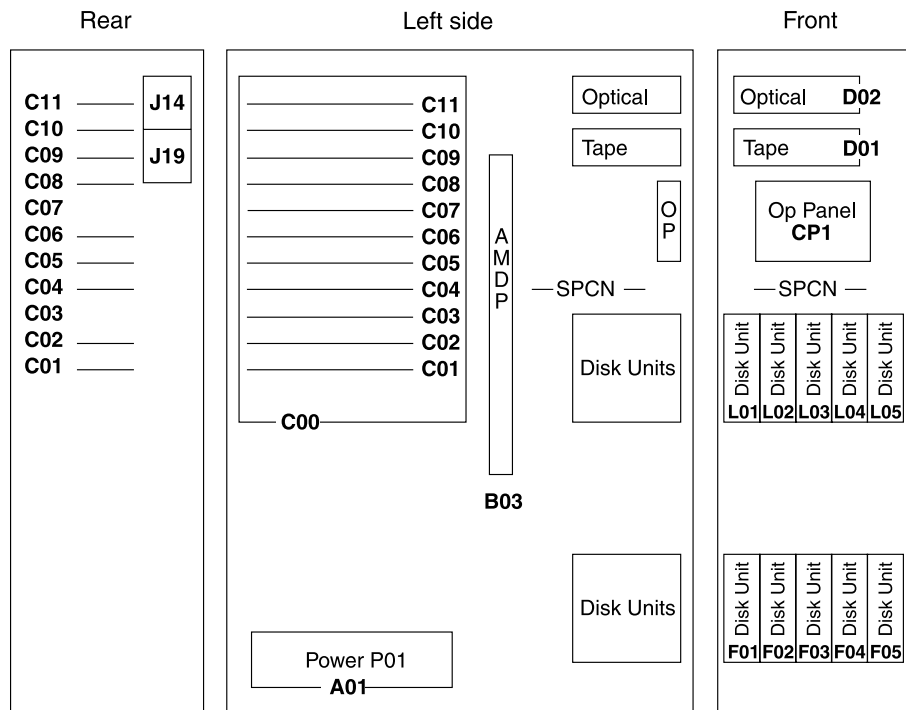 Rear
C11
J14
C10
C09
J19
C08
C07
C06
C05
C04
C03
C02
C01
Left side
C11
C10
C09
C08
C07
C06
C05
C04
C03
C02
C01
C00
AMDP
B03
Optical
Tape
OP
SPCN
Disk Units
Disk Units
Power P01
A01
Front
Optical D02
Tape D01
Op Panel
CP1
SPCN
Disk Unit Disk Unit Disk Unit Disk Unit Disk Unit
L01 L02 L03 L04 L05
Disk Unit Disk Unit Disk Unit Disk Unit Disk Unit
F01 F02 F03 F04 F05